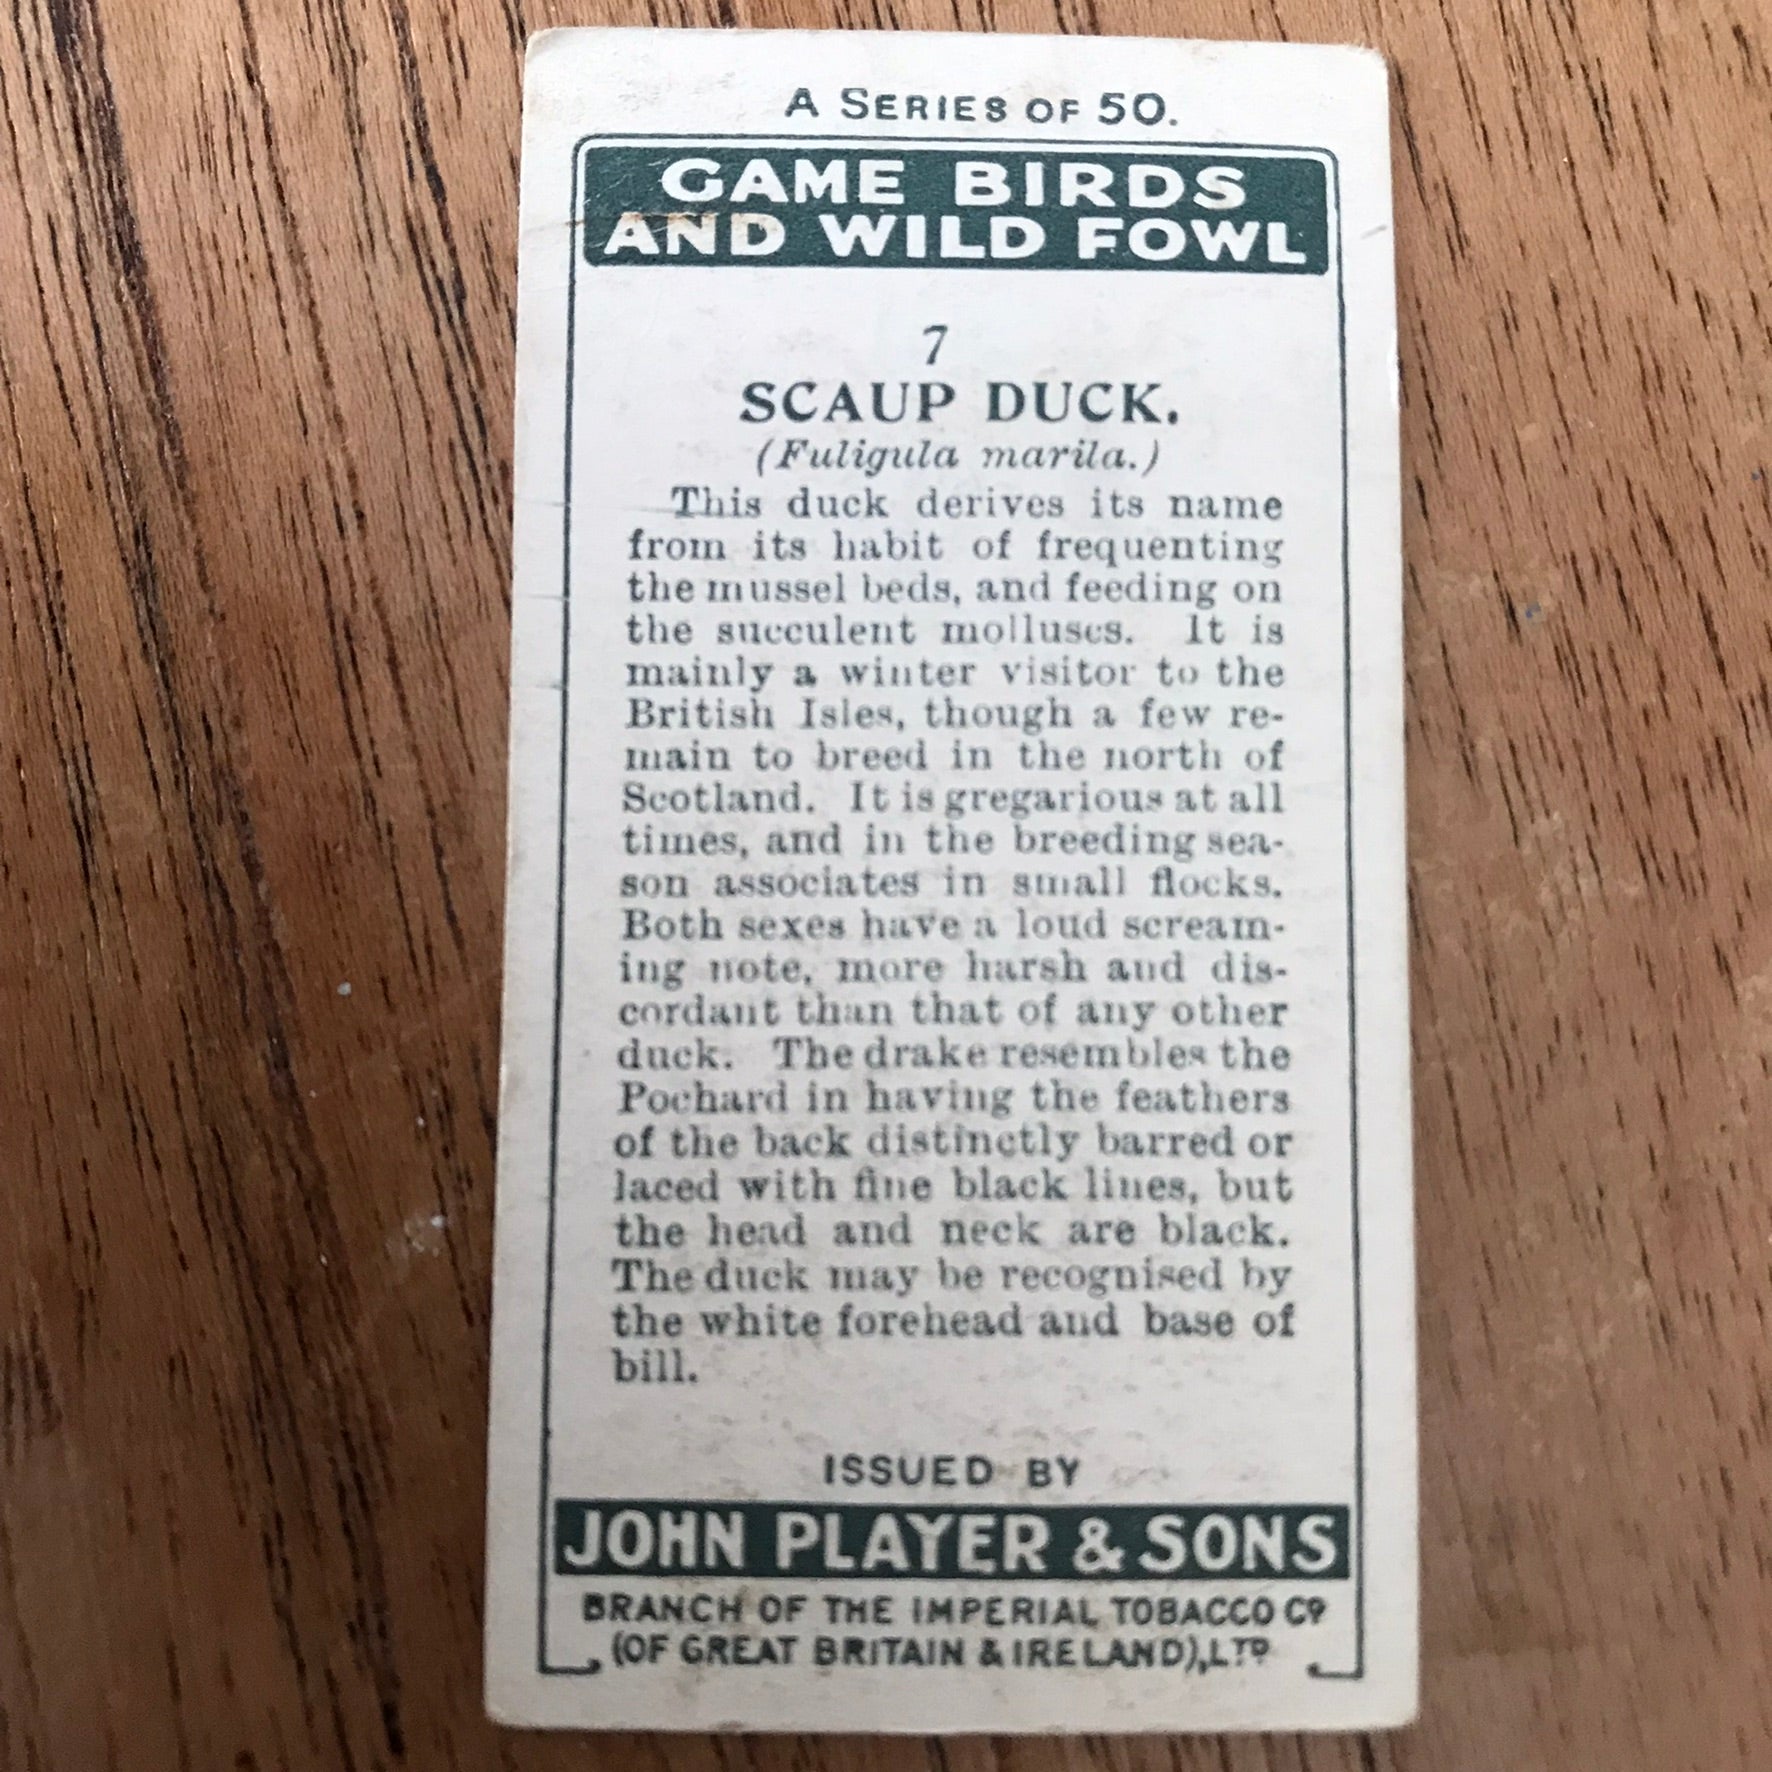 A SERIES OF 50.
GAME BIRDS
AND WILD FOWL
7
SCAUP DUCK.
(Fuligula marila.)
This duck derives its name
from its habit of frequenting
the mussel beds, and feeding on
the succulent molluscs. It is
mainly a winter visitor to the
British Isles, though a few re-
main to breed in the north of
Scotland. It is gregarious at all
times, and in the breeding sea-
son associates in small flocks.
Both sexes have a loud scream-
ing note, more harsh and dis-
cordant than that of any other
duck. The drake resembles the
Pochard in having the feathers
of the back distinctly barred or
laced with fine black lines, but
the head and neck are black.
The duck may be recognised by
the white forehead and base of
bill.
ISSUED BY
JOHN PLAYER & SONS
BRANCH OF THE IMPERIAL TOBACCO Cº
(OF GREAT BRITAIN & IRELAND), LTD